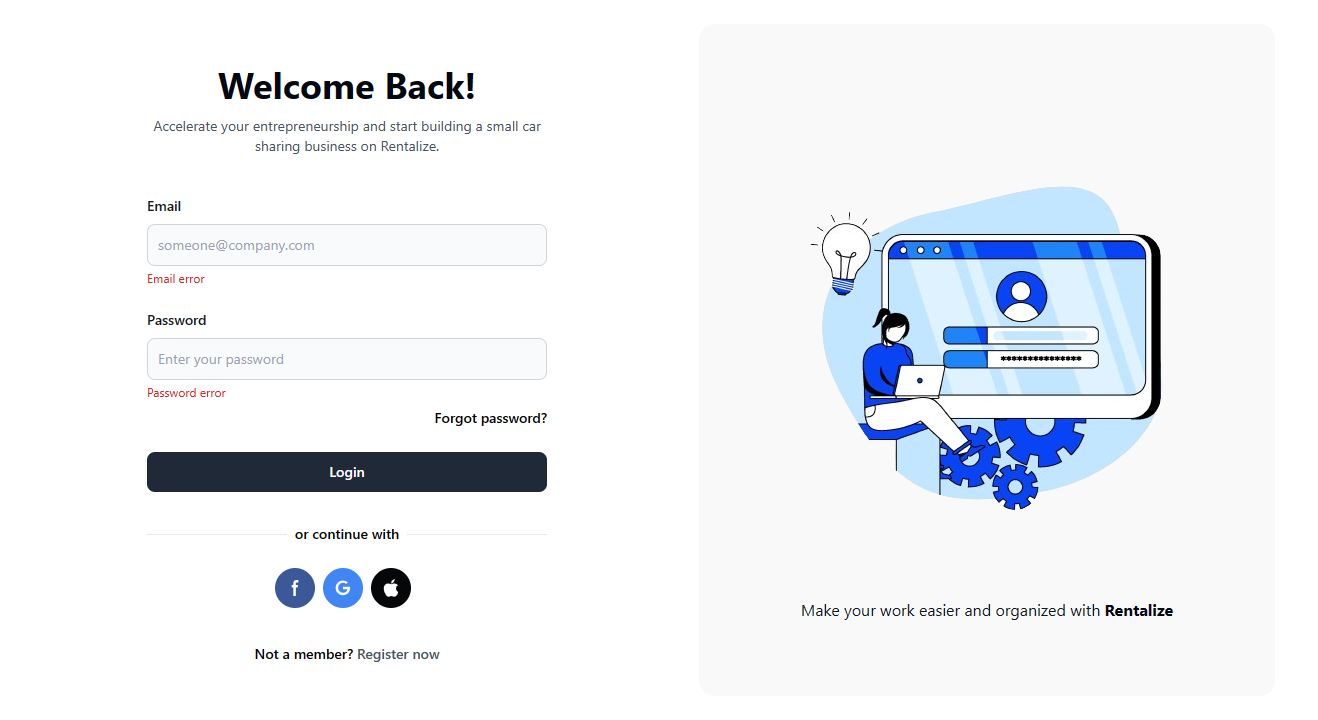 Welcome Back!
Accelerate your entrepreneurship and start building a small car
sharing business on Rentalize.
Email
someone@company.com
Email error
Password
Enter your password
Password error
Forgot password?
Login
or continue with
f
G
Not a member? Register now
***************
Make your work easier and organized with Rentalize